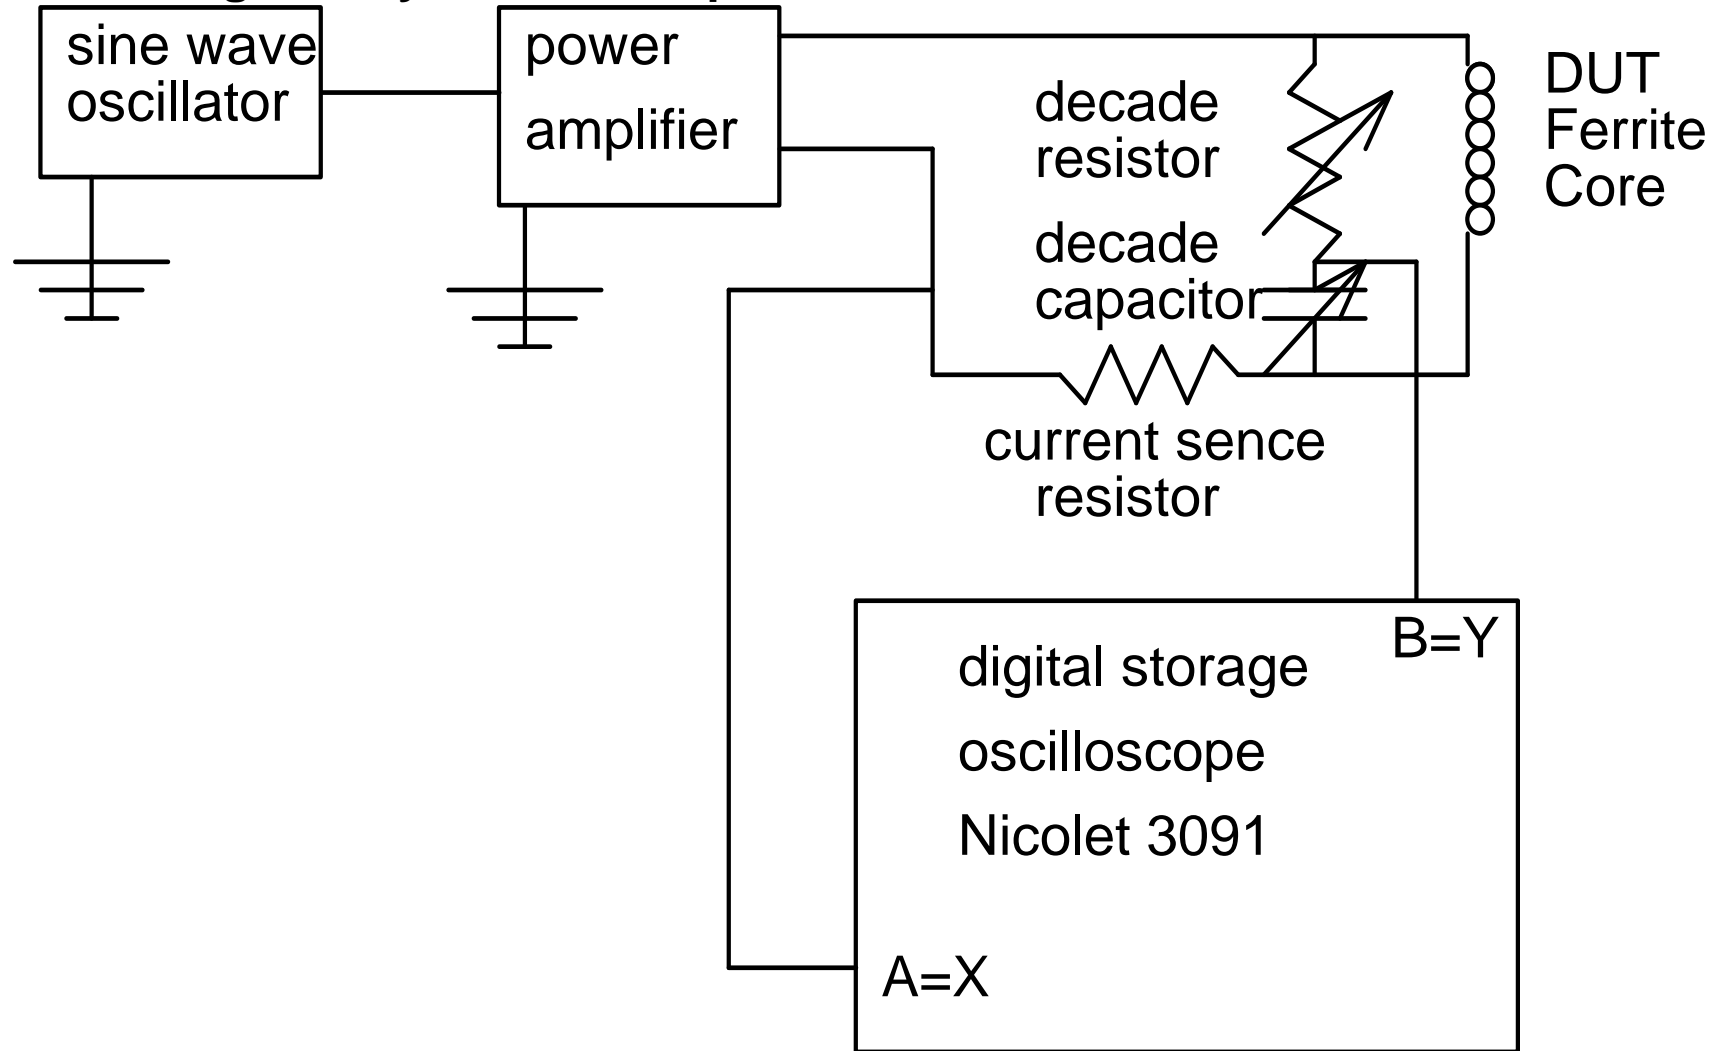 sine wave
oscillator
power
amplifier
decade
resistor
DUT
Ferrite
Core
decade
capacitor
current sence
resistor
B=Y
digital storage
oscilloscope
Nicolet 3091
A=X